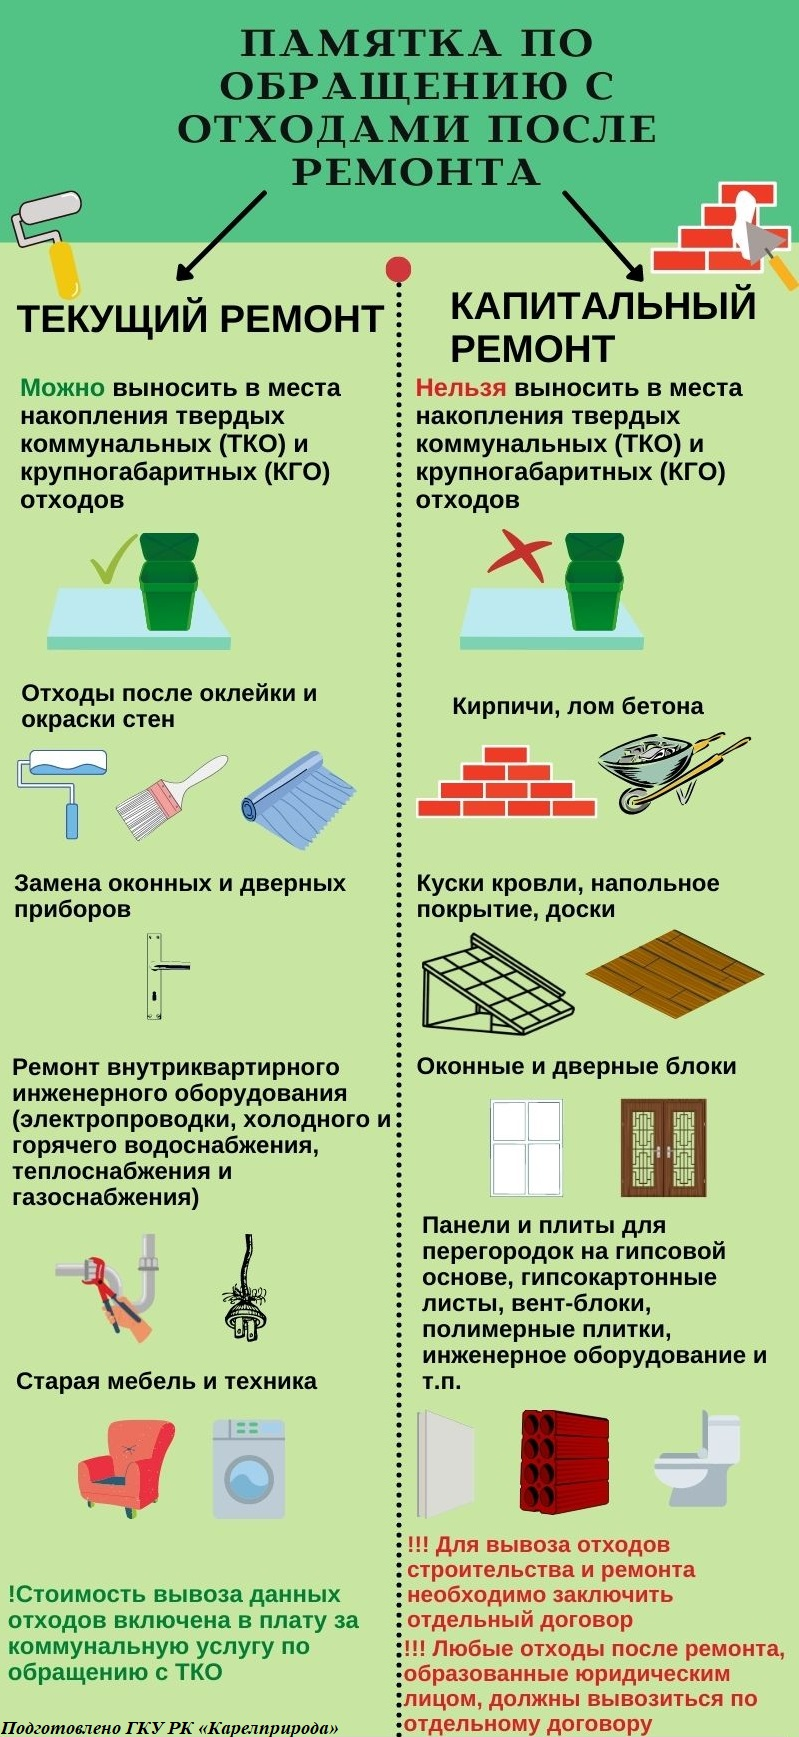 ПАМЯТКА ПО
ОБРАЩЕНИЮ С
ОТХОДАМИ ПОСЛЕ
РЕМОНТА
ТЕКУЩИЙ РЕМОНТ
Можно выносить в места
накопления твердых
коммунальных (ТКО) и
крупногабаритных (КГО)
отходов
Отходы после оклейки и
окраски стен
Замена оконных и дверных
приборов
Ремонт внутриквартирного
инженерного оборудования
(электропроводки, холодного и
горячего водоснабжения,
теплоснабжения и
газоснабжения)
Старая мебель и техника
!Стоимость вывоза данных
отходов включена в плату за
коммунальную услугу по
обращению с ТКО
Подготовлено ГКУ РК «Карелприрода»
КАПИТАЛЬНЫЙ
РЕМОНТ
Нельзя выносить в места
накопления твердых
коммунальных (ТКО) и
крупногабаритных (КГО)
отходов
Кирпичи, лом бетона
Куски кровли, напольное
покрытие, доски
Оконные и дверные блоки
Панели и плиты для
перегородок на гипсовой
основе, гипсокартонные
листы, вент-блоки,
полимерные плитки,
инженерное оборудование и
т.п.
!!! Для вывоза отходов
строительства и ремонта
необходимо заключить
отдельный договор
!!! Любые отходы после ремонта,
образованные юридическим
лицом, должны вывозиться по
отдельному договору